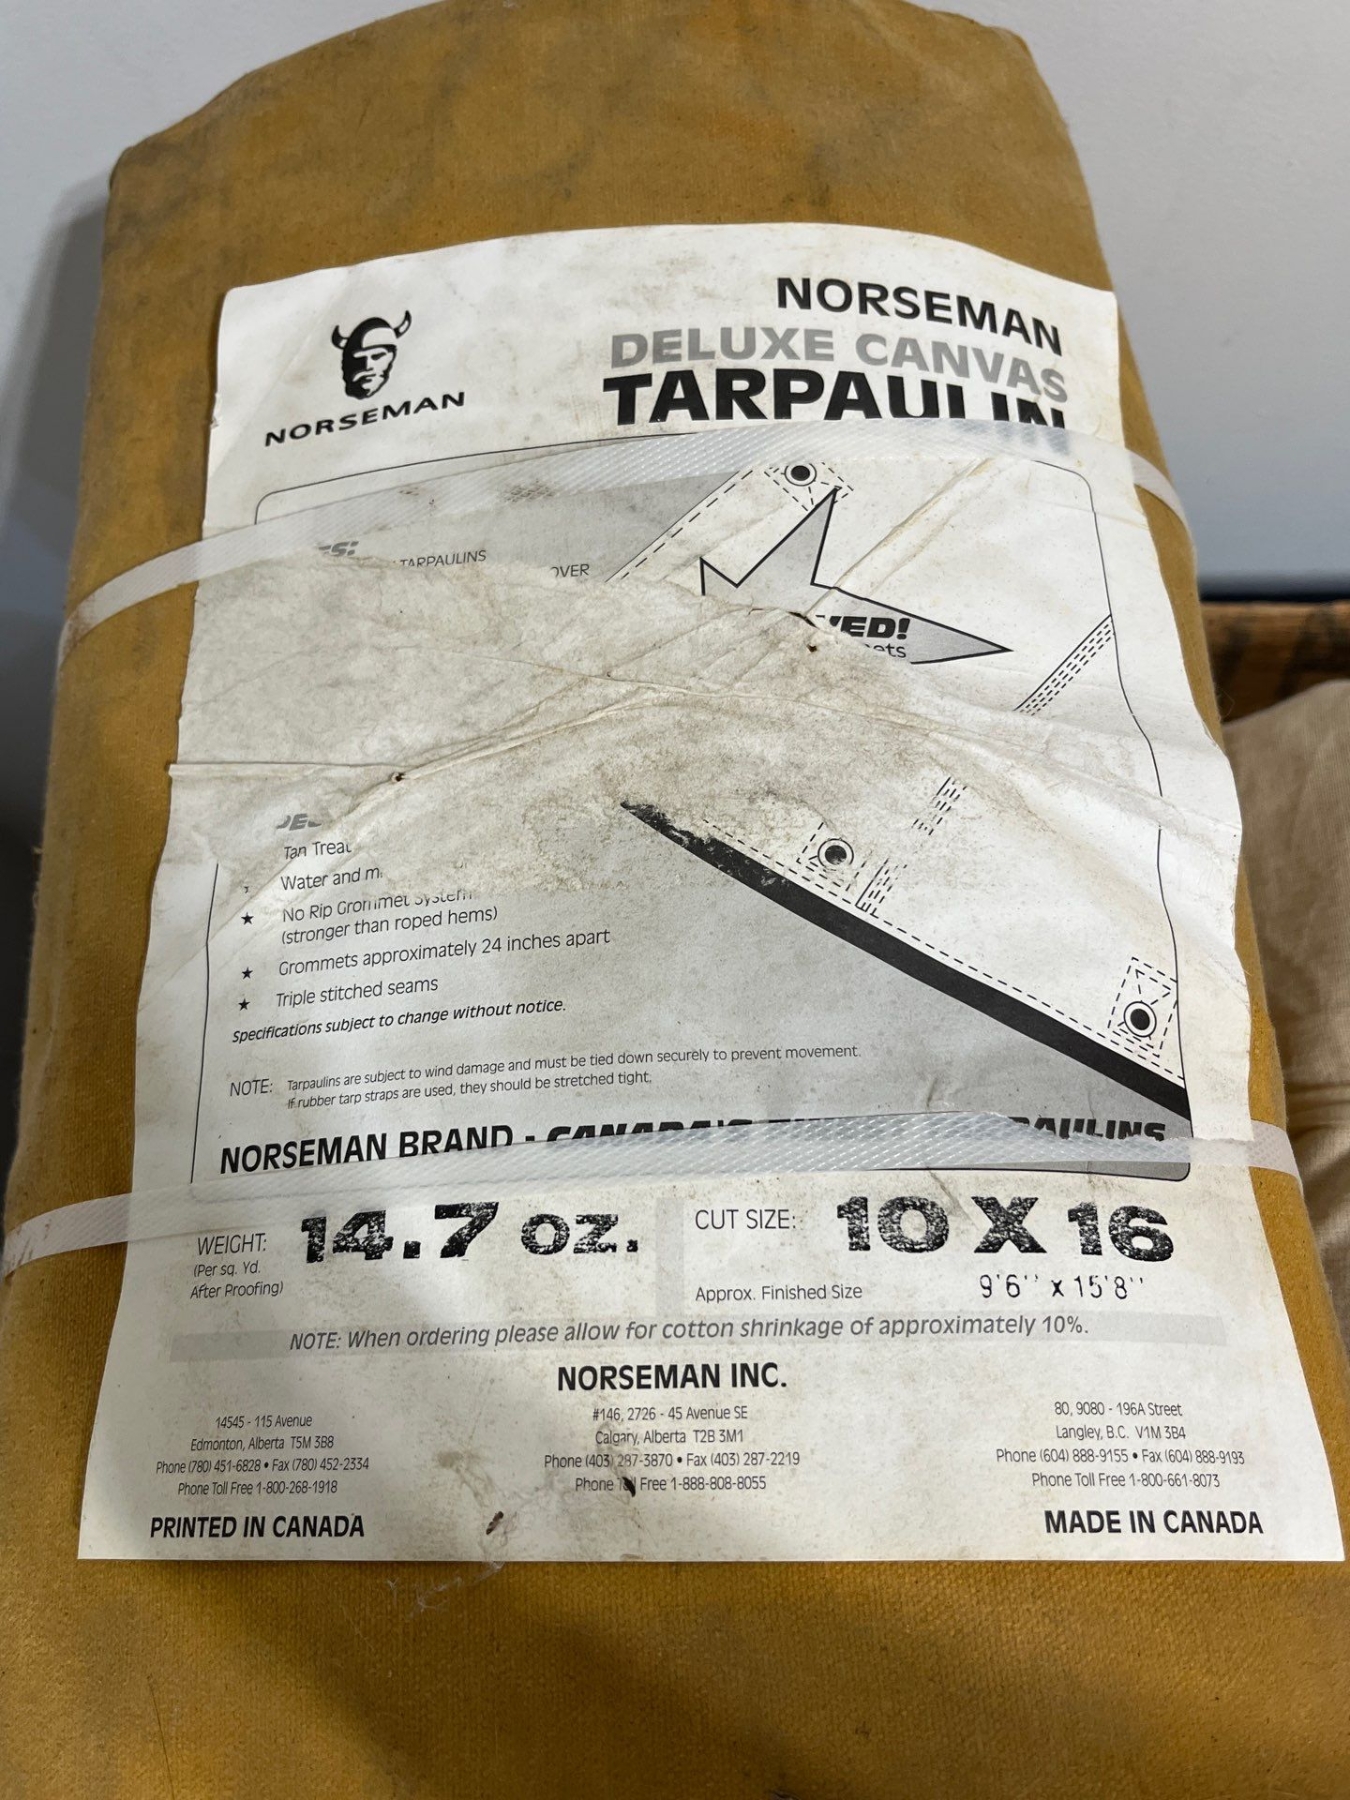 NORSEMAN
DELUXE CANVAS
TARPAULIN
NORSEMAN
TARPAULINS
Tan
Water and
★ No Rip Grommet System
(stronger than roped hems)
★ Grommets approximately 24 inches apart
★ Triple stitched seams
Specifications subject to change without notice.
NOTE: Tarpaulins are subject to wind damage and must be tied down securely to prevent movement.
If rubber tarp straps are used, they should be stretched tight.
NORSEMAN BRAND - CANADA'S TARPAULINS
WEIGHT: 14.7 oz.
(Per sq. Yd.
After Proofing)
CUT SIZE: 10 X 16
Approx. Finished Size 9'6'' x 15'8''
NOTE: When ordering please allow for cotton shrinkage of approximately 10%.
NORSEMAN INC.
14545 - 115 Avenue
Edmonton, Alberta T5M 3B8
Phone (780) 451-6828 • Fax (780) 452-2334
Phone Toll Free 1-800-268-1918
#146, 2726 - 45 Avenue SE
Calgary, Alberta T2B 3M1
Phone (403) 287-3870 • Fax (403) 287-2219
Phone Toll Free 1-888-808-8055
80, 9080 - 196A Street
Langley, B.C. V1M 3B4
Phone (604) 888-9155 • Fax (604) 888-9193
Phone Toll Free 1-800-661-8073
PRINTED IN CANADA
MADE IN CANADA